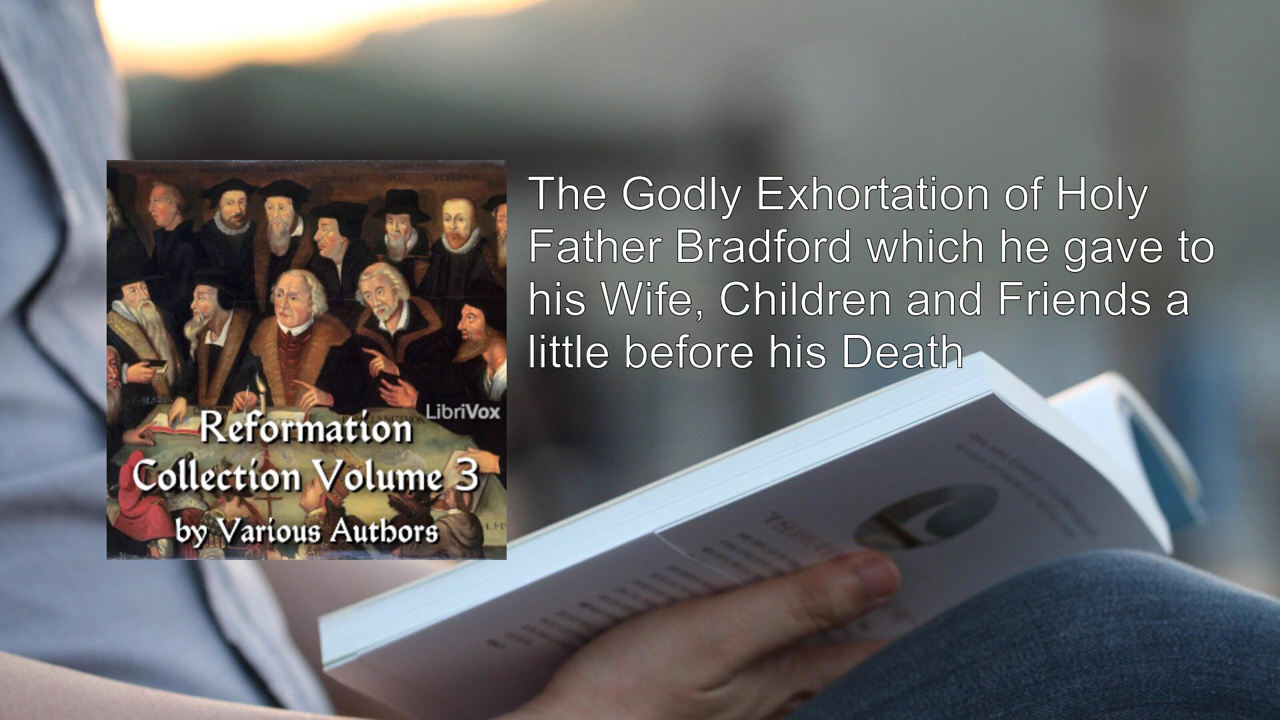 The Godly Exhortation of Holy
Father Bradford which he gave to
his Wife, Children and Friends a
little before his Death
LibriVox
Reformation
Collection Volume 3
by Various Authors